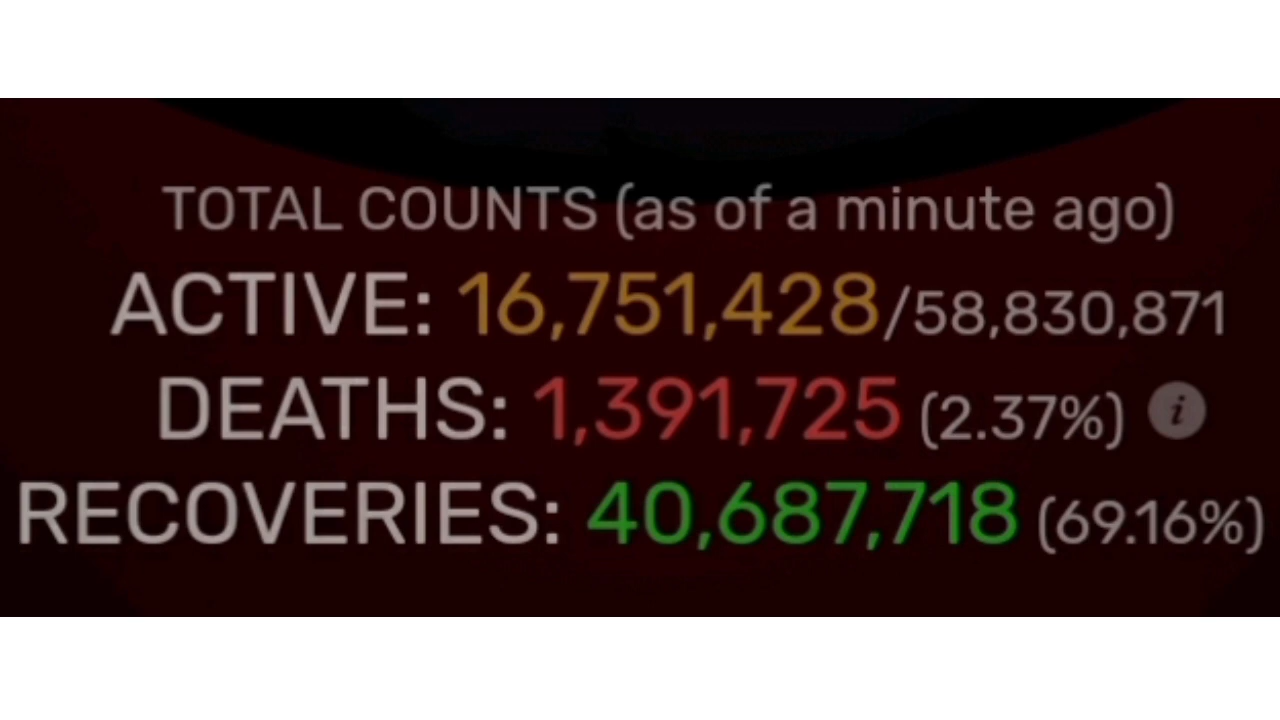 TOTAL COUNTS (as of a minute ago)
ACTIVE: 16,751,428/58,830,871
DEATHS: 1,391,725 (2.37%) i
RECOVERIES: 40,687,718 (69.16%)